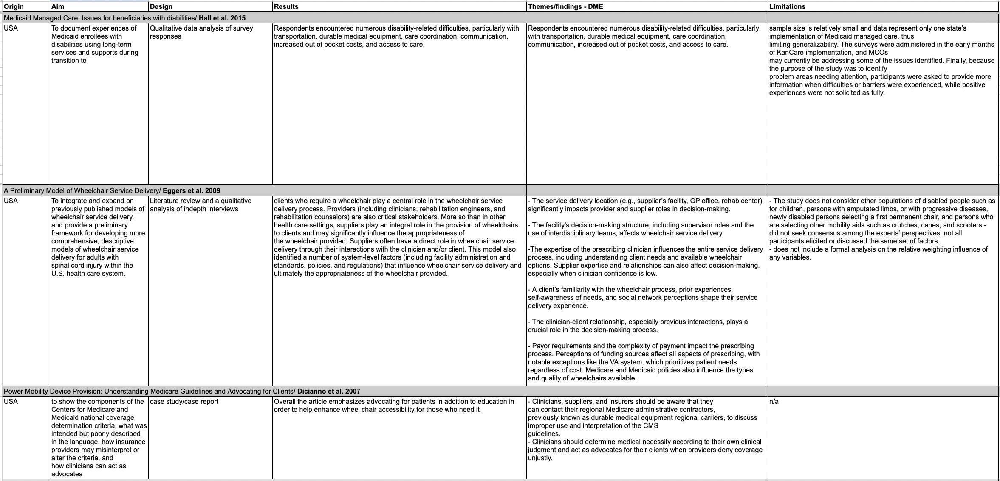 Origin
Aim
Design
Results
Themes/findings - DME
Limitations
Medicaid Managed Care: Issues for beneficiaries with diabilities/ Hall et al. 2015
USA
To document experiences of
Medicaid enrollees with
disabilities using long-term
services and supports during
transition to
Qualitative data analysis of survey
responses
Respondents encountered numerous disability-related difficulties, particularly with
transportation, durable medical equipment, care coordination, communication,
increased out of pocket costs, and access to care.
Respondents encountered numerous disability-related difficulties, particularly
with transportation, durable medical equipment, care coordination,
communication, increased out of pocket costs, and access to care.
sample size is relatively small and data represent only one state's
implementation of Medicaid managed care, thus
limiting generalizability. The surveys were administered in the early months
of KanCare implementation, and MCOs
may currently be addressing some of the issues identified. Finally, because
the purpose of the study was to identify
problem areas needing attention, participants were asked to provide more
information when difficulties or barriers were experienced, while positive
experiences were not solicited as fully.
A Preliminary Model of Wheelchair Service Delivery/ Eggers et al. 2009
USA
To integrate and expand on
previously published models of
wheelchair service delivery,
and provide a preliminary
framework for developing more
comprehensive, descriptive
models of wheelchair service
delivery for adults with
spinal cord injury within the
U.S. health care system.
Literature review and a qualitative
analysis of indepth interviews
clients who require a wheelchair play a central role in the wheelchair service
delivery process. Providers (including clinicians, rehabilitation engineers, and
rehabilitation counselors) are also critical stakeholders. More so than in other
health care settings, suppliers play an integral role in the provision of wheelchairs
to clients and may significantly influence the appropriateness of
the wheelchair provided. Suppliers often have a direct role in wheelchair service
delivery through their interactions with the clinician and/or client. This model also
identified a number of system-level factors (including facility administration and
standards, policies, and regulations) that influence wheelchair service delivery and
ultimately the appropriateness of the wheelchair provided.
- The service delivery location (e.g., supplier's facility, GP office, rehab center)
significantly impacts provider and supplier roles in decision-making.
- The facility's decision-making structure, including supervisor roles and the
use of interdisciplinary teams, affects wheelchair service delivery.
-The expertise of the prescribing clinician influences the entire service delivery
process, including understanding client needs and available wheelchair
options. Supplier expertise and relationships can also affect decision-making,
especially when clinician confidence is low.
- A client's familiarity with the wheelchair process, prior experiences,
self-awareness of needs, and social network perceptions shape their service
delivery experience.
- The clinician-client relationship, especially previous interactions, plays a
crucial role in the decision-making process.
- Payor requirements and the complexity of payment impact the prescribing
process. Perceptions of funding sources affect all aspects of prescribing, with
notable exceptions like the VA system, which prioritizes patient needs
regardless of cost. Medicare and Medicaid policies also influence the types
and quality of wheelchairs available.
- The study does not consider other populations of disabled people such as
for children, persons with amputated limbs, or with progressive diseases,
newly disabled persons selecting a first permanent chair, and persons who
are selecting other mobility aids such as crutches, canes, and scooters.-
did not seek consensus among the experts' perspectives; not all
participants elicited or discussed the same set of factors.
- does not include a formal analysis on the relative weighting influence of
any variables.
Power Mobility Device Provision: Understanding Medicare Guidelines and Advocating for Clients/ Dicianno et al. 2007
USA
to show the components of the
Centers for Medicare and
Medicaid national coverage
determination criteria, what was
intended but poorly described
in the language, how insurance
providers may misinterpret or
alter the criteria, and
how clinicians can act as
advocates
case study/case report
Overall the article emphasizes advocating for patients in addition to education in
order to help enhance wheel chair accessibility for those who need it
- Clinicians, suppliers, and insurers should be aware that they
can contact their regional Medicare administrative contractors,
previously known as durable medical equipment regional carriers, to discuss
improper use and interpretation of the CMS
guidelines.
- Clinicians should determine medical necessity according to their own clinical
judgment and act as advocates for their clients when providers deny coverage
unjustly.
n/a